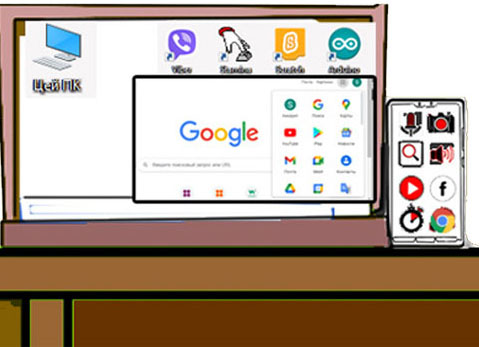 Цей ПК
Viber Stamina Scratch Arduino
Почта Картинки
Google
Введите поисковый запрос или URL
Аккаунт Поиск Карты
YouTube Play Новости
Почта Meet Контакты